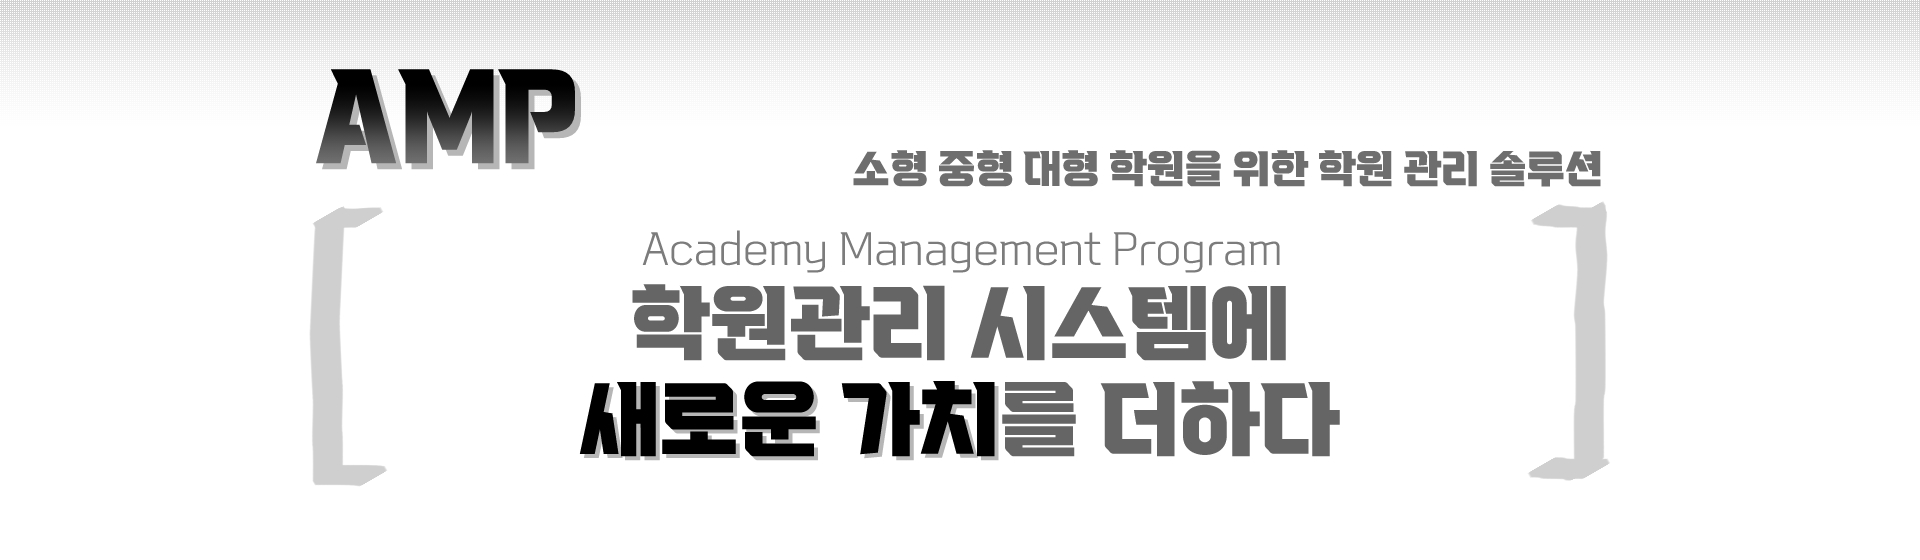 AMP
소형 중형 대형 학원을 위한 학원 관리 솔루션
Academy Management Program
학원관리 시스템에
새로운 가치를 더하다